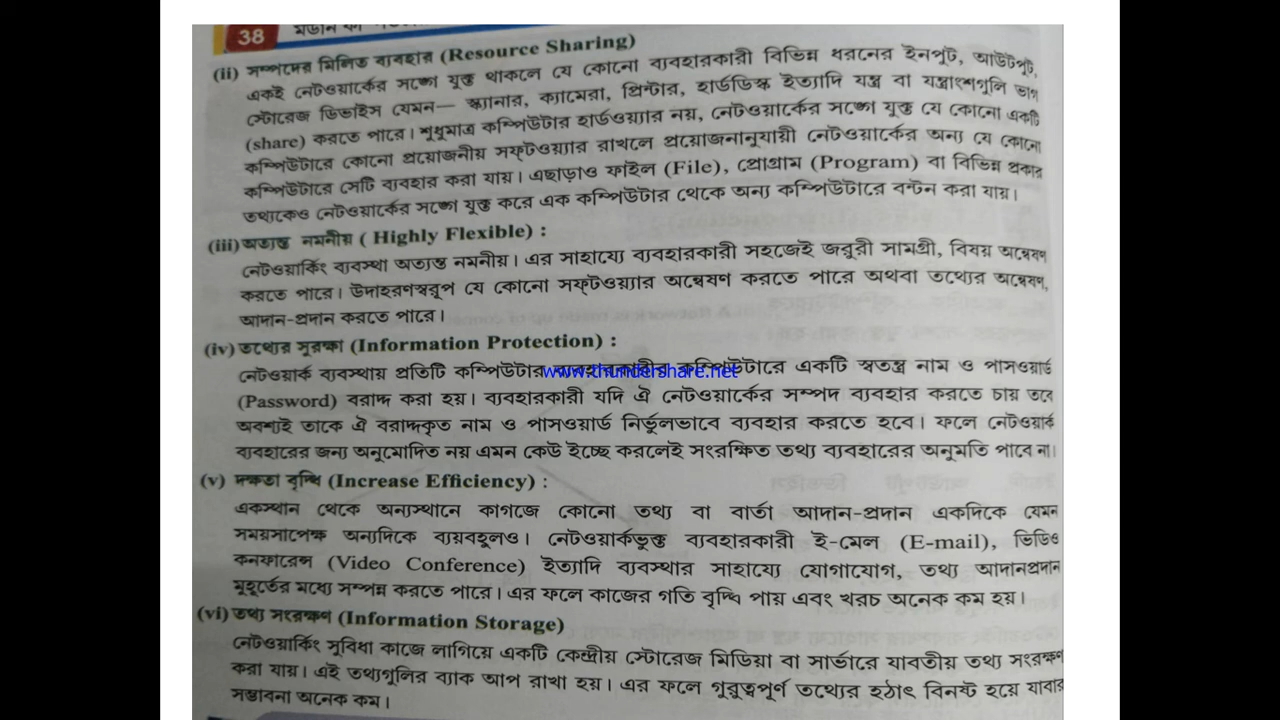 38
(ii) সম্পদের মিলিত ব্যবহার (Resource Sharing)
একই নেটওয়ার্কের সঙ্গে যুক্ত থাকলে যে কোনো ব্যবহারকারী বিভিন্ন ধরনের ইনপুট, আউটপুট,
স্টোরেজ ডিভাইস যেমন— স্ক্যানার, ক্যামেরা, প্রিন্টার, হার্ডডিস্ক ইত্যাদি যন্ত্র বা যন্ত্রাংশগুলি ভাগ
(share) করতে পারে। শুধুমাত্র কম্পিউটার হার্ডওয়্যার নয়, নেটওয়ার্কের সঙ্গে যুক্ত যে কোনো একটি
কম্পিউটারে কোনো প্রয়োজনীয় সফ্‌টওয়্যার রাখলে প্রয়োজনানুযায়ী নেটওয়ার্কের অন্য যে কোনো
কম্পিউটারে সেটি ব্যবহার করা যায়। এছাড়াও ফাইল (File), প্রোগ্রাম (Program) বা বিভিন্ন প্রকার
তথ্যকেও নেটওয়ার্কের সঙ্গে যুক্ত করে এক কম্পিউটার থেকে অন্য কম্পিউটারে বণ্টন করা যায়।
(iii) অত্যন্ত নমনীয় ( Highly Flexible) :
নেটওয়ার্কিং ব্যবস্থা অত্যন্ত নমনীয়। এর সাহায্যে ব্যবহারকারী সহজেই জরুরী সামগ্রী, বিষয় অন্বেষণ
করতে পারে। উদাহরণস্বরূপ যে কোনো সফ্‌টওয়্যার অন্বেষণ করতে পারে অথবা তথ্যের অন্বেষণ,
আদান-প্রদান করতে পারে।
(iv) তথ্যের সুরক্ষা (Information Protection) :
নেটওয়ার্ক ব্যবস্থায় প্রতিটি কম্পিউটার ব্যবহারকারীর কম্পিউটারে একটি স্বতন্ত্র নাম ও পাসওয়ার্ড
www.thundershare.net
(Password) বরাদ্দ করা হয়। ব্যবহারকারী যদি ঐ নেটওয়ার্কের সম্পদ ব্যবহার করতে চায় তবে
অবশ্যই তাকে ঐ বরাদ্দকৃত নাম ও পাসওয়ার্ড নির্ভুলভাবে ব্যবহার করতে হবে। ফলে নেটওয়ার্ক
ব্যবহারের জন্য অনুমোদিত নয় এমন কেউ ইচ্ছে করলেই সংরক্ষিত তথ্য ব্যবহারের অনুমতি পাবে না।
(v) দক্ষতা বৃদ্ধি (Increase Efficiency) :
একস্থান থেকে অন্যস্থানে কাগজে কোনো তথ্য বা বার্তা আদান-প্রদান একদিকে যেমন
সময়সাপেক্ষ অন্যদিকে ব্যয়বহুলও। নেটওয়ার্কভুক্ত ব্যবহারকারী ই-মেল (E-mail), ভিডিও
কনফারেন্স (Video Conference) ইত্যাদি ব্যবস্থার সাহায্যে যোগাযোগ, তথ্য আদানপ্রদান
মুহূর্তের মধ্যে সম্পন্ন করতে পারে। এর ফলে কাজের গতি বৃদ্ধি পায় এবং খরচ অনেক কম হয়।
(vi) তথ্য সংরক্ষণ (Information Storage)
নেটওয়ার্কিং সুবিধা কাজে লাগিয়ে একটি কেন্দ্রীয় স্টোরেজ মিডিয়া বা সার্ভারে যাবতীয় তথ্য সংরক্ষণ
করা যায়। এই তথ্যগুলির ব্যাক আপ রাখা হয়। এর ফলে গুরুত্বপূর্ণ তথ্যের হঠাৎ বিনষ্ট হয়ে যাবার
সম্ভাবনা অনেক কম।